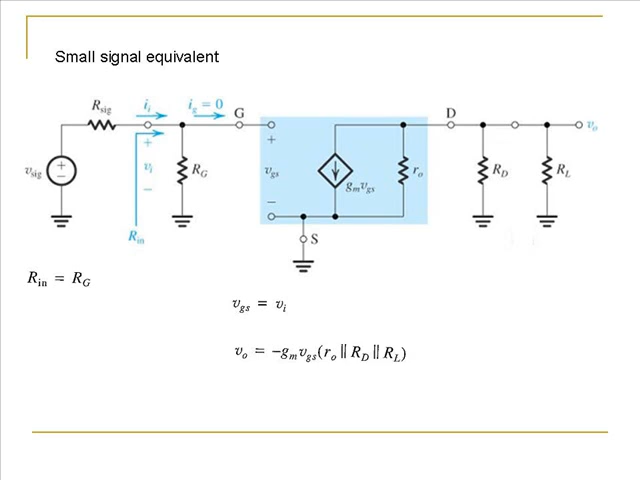 Small signal equivalent
R_sig
i_i
i_g = 0
G
D
v_o
v_sig
+
−
+
v_i
−
R_G
+
v_gs
−
g_m v_gs
r_o
R_D
R_L
R_in
S
R_in = R_G
v_gs = v_i
v_o = −g_m v_gs (r_o ∥ R_D ∥ R_L)